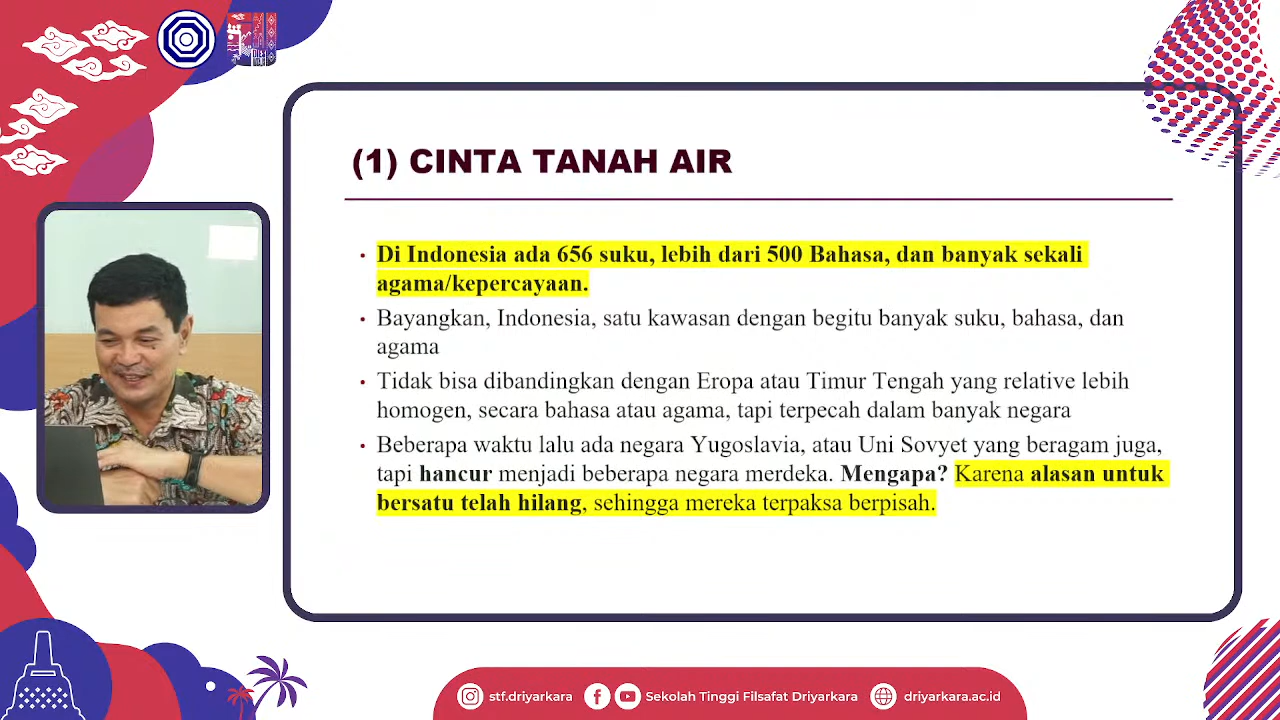 (1) CINTA TANAH AIR
• Di Indonesia ada 656 suku, lebih dari 500 Bahasa, dan banyak sekali
agama/kepercayaan.
• Bayangkan, Indonesia, satu kawasan dengan begitu banyak suku, bahasa, dan
agama
• Tidak bisa dibandingkan dengan Eropa atau Timur Tengah yang relative lebih
homogen, secara bahasa atau agama, tapi terpecah dalam banyak negara
• Beberapa waktu lalu ada negara Yugoslavia, atau Uni Sovyet yang beragam juga,
tapi hancur menjadi beberapa negara merdeka. Mengapa? Karena alasan untuk
bersatu telah hilang, sehingga mereka terpaksa berpisah.
stf.driyarkara Sekolah Tinggi Filsafat Driyarkara driyarkara.ac.id